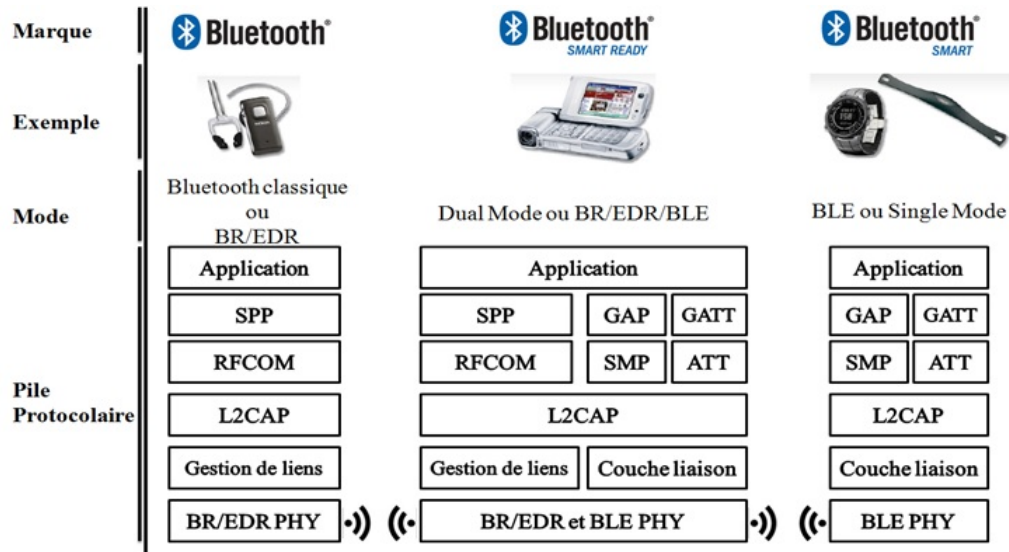 Marque
Bluetooth®
Bluetooth®
SMART READY
Bluetooth®
SMART
Exemple
Mode
Bluetooth classique
ou
BR/EDR
Dual Mode ou BR/EDR/BLE
BLE ou Single Mode
Pile
Protocolaire
Application
Application
Application
SPP
SPP
GAP
GATT
GAP
GATT
RFCOM
RFCOM
SMP
ATT
SMP
ATT
L2CAP
L2CAP
L2CAP
Gestion de liens
Gestion de liens
Couche liaison
Couche liaison
BR/EDR PHY
BR/EDR et BLE PHY
BLE PHY